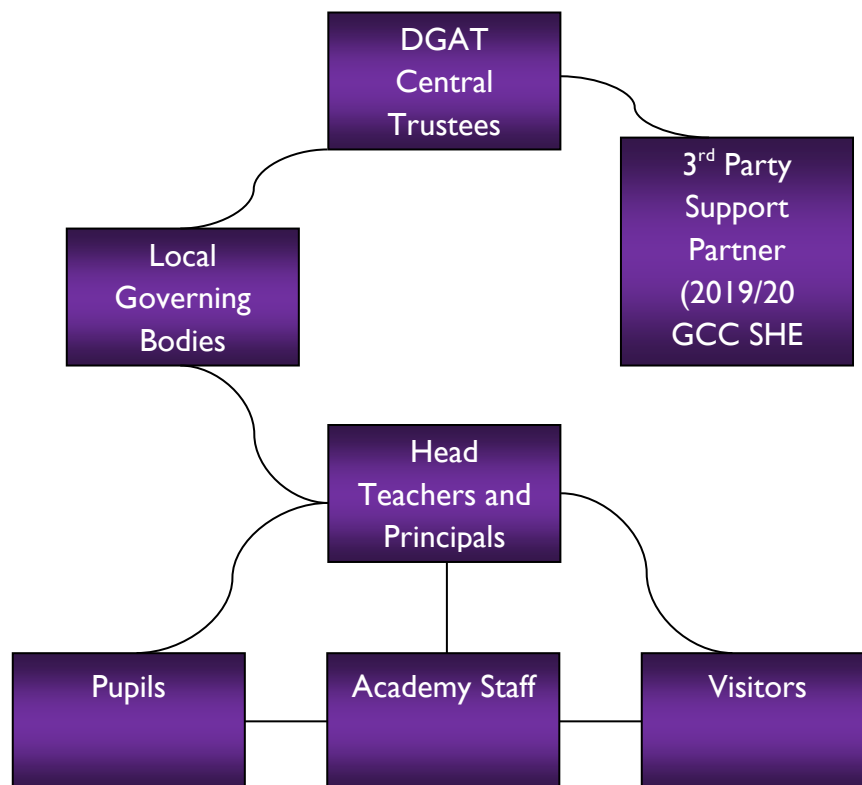 DGAT
Central
Trustees
3rd Party
Support
Partner
(2019/20
GCC SHE
Local
Governing
Bodies
Head
Teachers and
Principals
Pupils
Academy Staff
Visitors